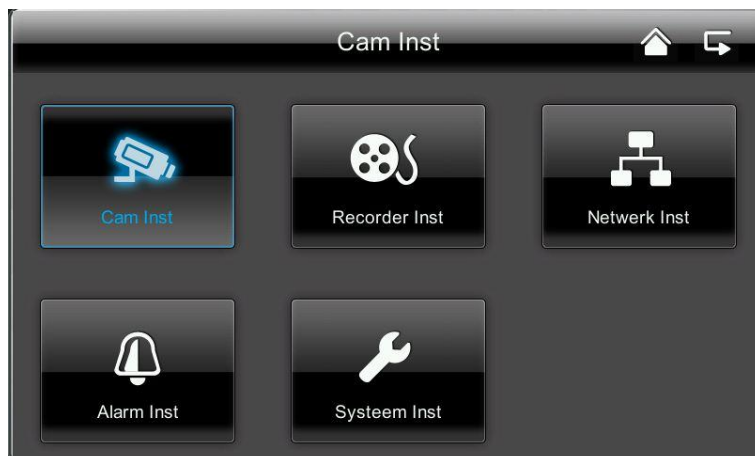 Cam Inst
Cam Inst
Recorder Inst
Netwerk Inst
Alarm Inst
Systeem Inst